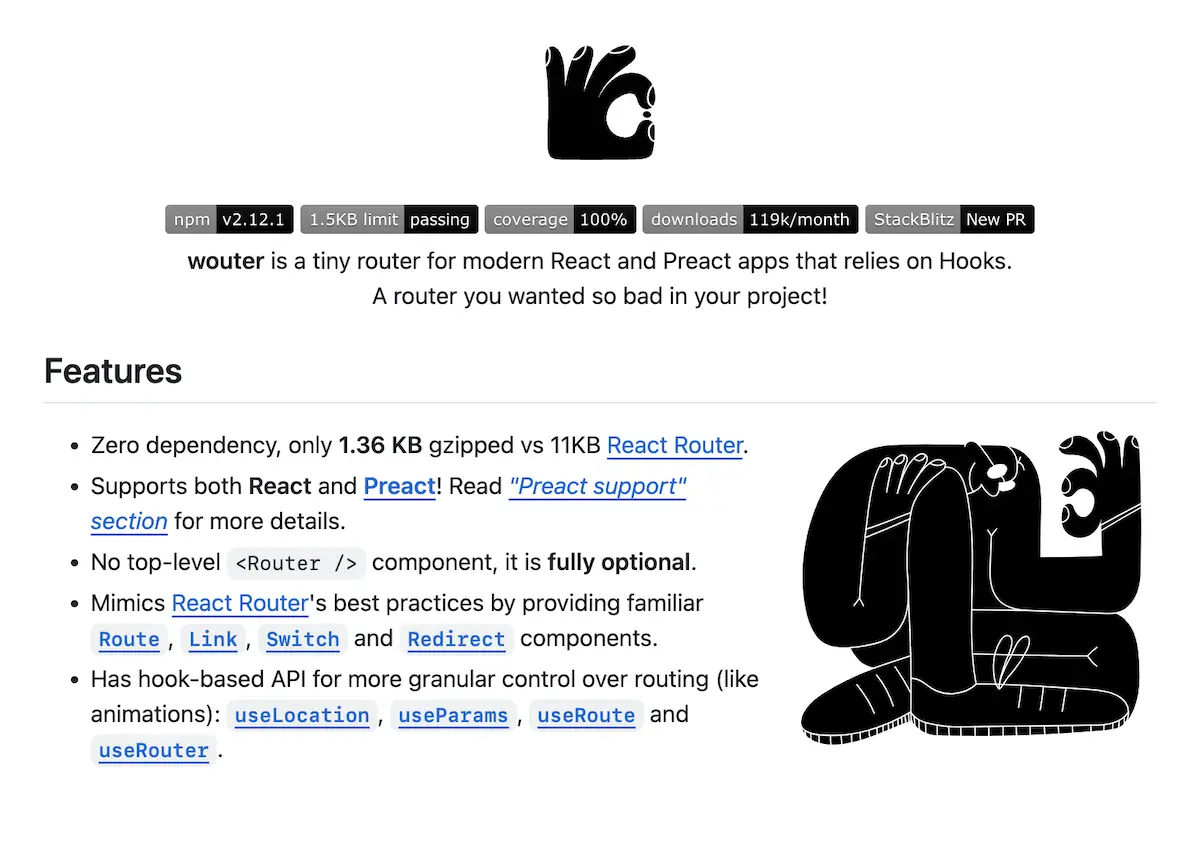 npm v2.12.1 1.5KB limit passing coverage 100% downloads 119k/month StackBlitz New PR
wouter is a tiny router for modern React and Preact apps that relies on Hooks.
A router you wanted so bad in your project!
Features
• Zero dependency, only 1.36 KB gzipped vs 11KB React Router.
• Supports both React and Preact! Read "Preact support"
section for more details.
• No top-level <Router /> component, it is fully optional.
• Mimics React Router's best practices by providing familiar
Route, Link, Switch and Redirect components.
• Has hook-based API for more granular control over routing (like
animations): useLocation, useParams, useRoute and
useRouter.